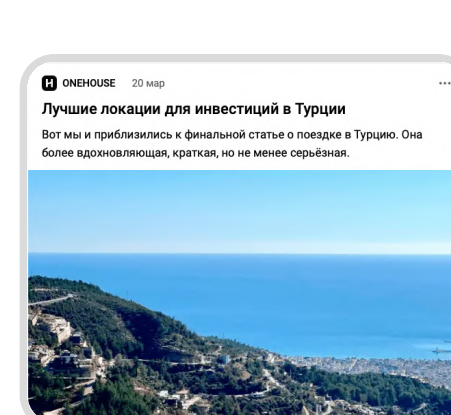 H ONEHOUSE 20 мар
Лучшие локации для инвестиций в Турции
Вот мы и приблизились к финальной статье о поездке в Турцию. Она
более вдохновляющая, краткая, но не менее серьёзная.